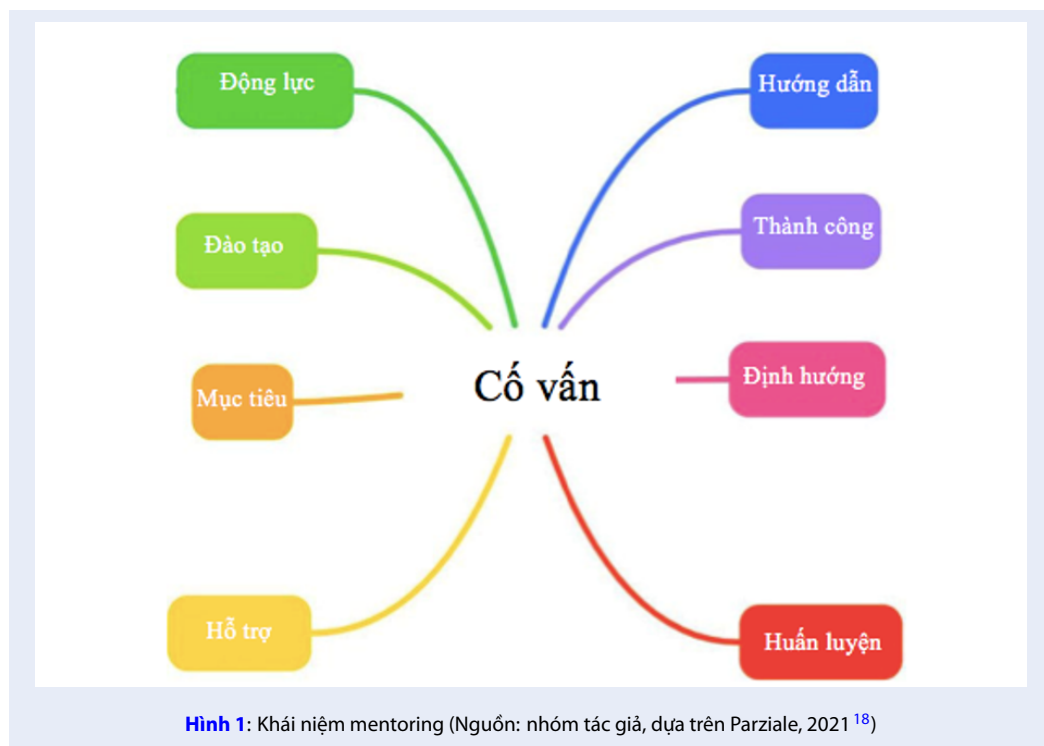 Động lực
Hướng dẫn
Đào tạo
Thành công
Cố vấn
Mục tiêu
Định hướng
Hỗ trợ
Huấn luyện
Hình 1: Khái niệm mentoring (Nguồn: nhóm tác giả, dựa trên Parziale, 2021 18)